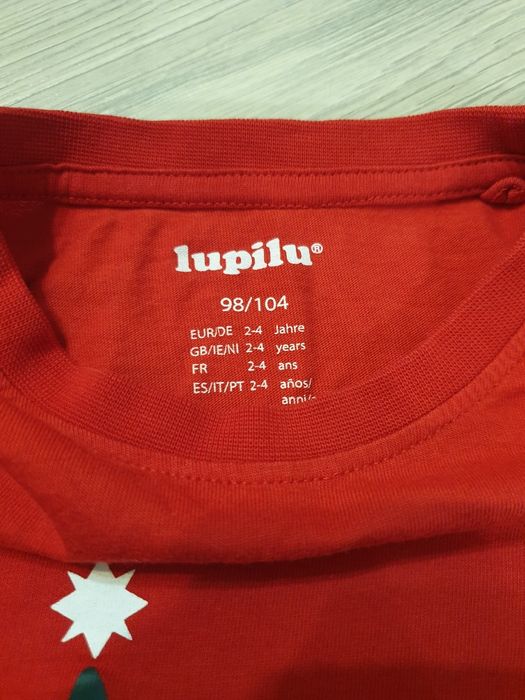 lupilu®
98/104
EUR/DE 2-4 Jahre
GB/IE/NI 2-4 years
FR 2-4 ans
ES/IT/PT 2-4 años/
anni/